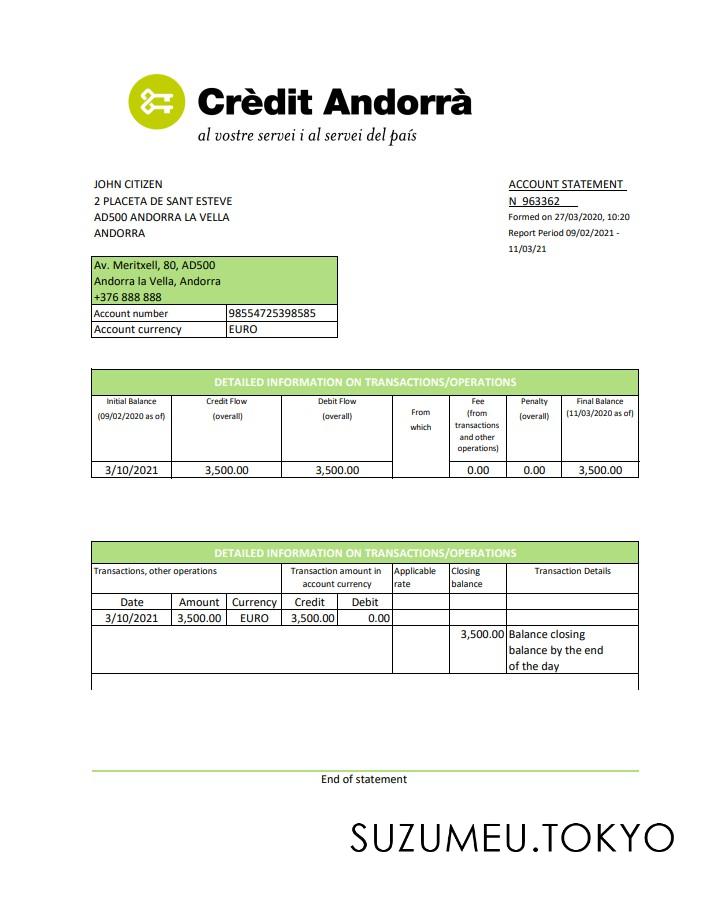 Crèdit Andorrà
al vostre servei i al servei del país
JOHN CITIZEN
2 PLACETA DE SANT ESTEVE
AD500 ANDORRA LA VELLA
ANDORRA
ACCOUNT STATEMENT
N 963362
Formed on 27/03/2020, 10:20
Report Period 09/02/2021 -
11/03/21
Av. Meritxell, 80, AD500
Andorra la Vella, Andorra
+376 888 888
Account number 98554725398585
Account currency EURO
DETAILED INFORMATION ON TRANSACTIONS/OPERATIONS
Initial Balance
(09/02/2020 as of)
Credit Flow
(overall)
Debit Flow
(overall)
From
which
Fee
(from
transactions
and other
operations)
Penalty
(overall)
Final Balance
(11/03/2020 as of)
3/10/2021 3,500.00 3,500.00 0.00 0.00 3,500.00
DETAILED INFORMATION ON TRANSACTIONS/OPERATIONS
Transactions, other operations
Transaction amount in
account currency
Applicable
rate
Closing
balance
Transaction Details
Date Amount Currency Credit Debit
3/10/2021 3,500.00 EURO 3,500.00 0.00
3,500.00 Balance closing
balance by the end
of the day
End of statement
SUZUMEU.TOKYO